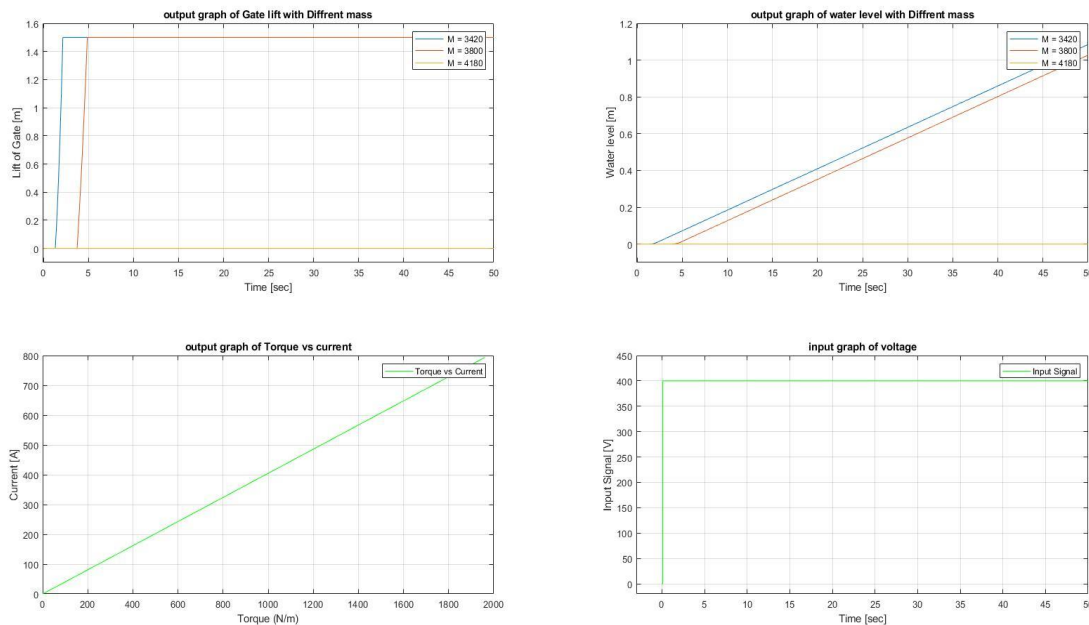 output graph of Gate lift with Diffrent mass
1.6
1.4
1.2
1
0.8
0.6
0.4
0.2
0
Lift of Gate [m]
M = 3420
M = 3800
M = 4180
0 5 10 15 20 25 30 35 40 45 50
Time [sec]
output graph of water level with Diffrent mass
1.2
1
0.8
0.6
0.4
0.2
0
Water level [m]
M = 3420
M = 3800
M = 4180
0 5 10 15 20 25 30 35 40 45 50
Time [sec]
output graph of Torque vs current
800
700
600
500
400
300
200
100
0
Current [A]
Torque vs Current
0 200 400 600 800 1000 1200 1400 1600 1800 2000
Torque (N/m)
input graph of voltage
450
400
350
300
250
200
150
100
50
0
Input Signal [V]
Input Signal
0 5 10 15 20 25 30 35 40 45 50
Time [sec]